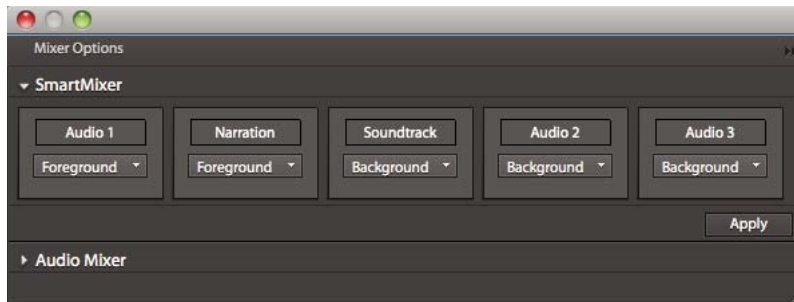 Mixer Options
SmartMixer
Audio 1 Narration Soundtrack Audio 2 Audio 3
Foreground Foreground Background Background Background
Apply
Audio Mixer